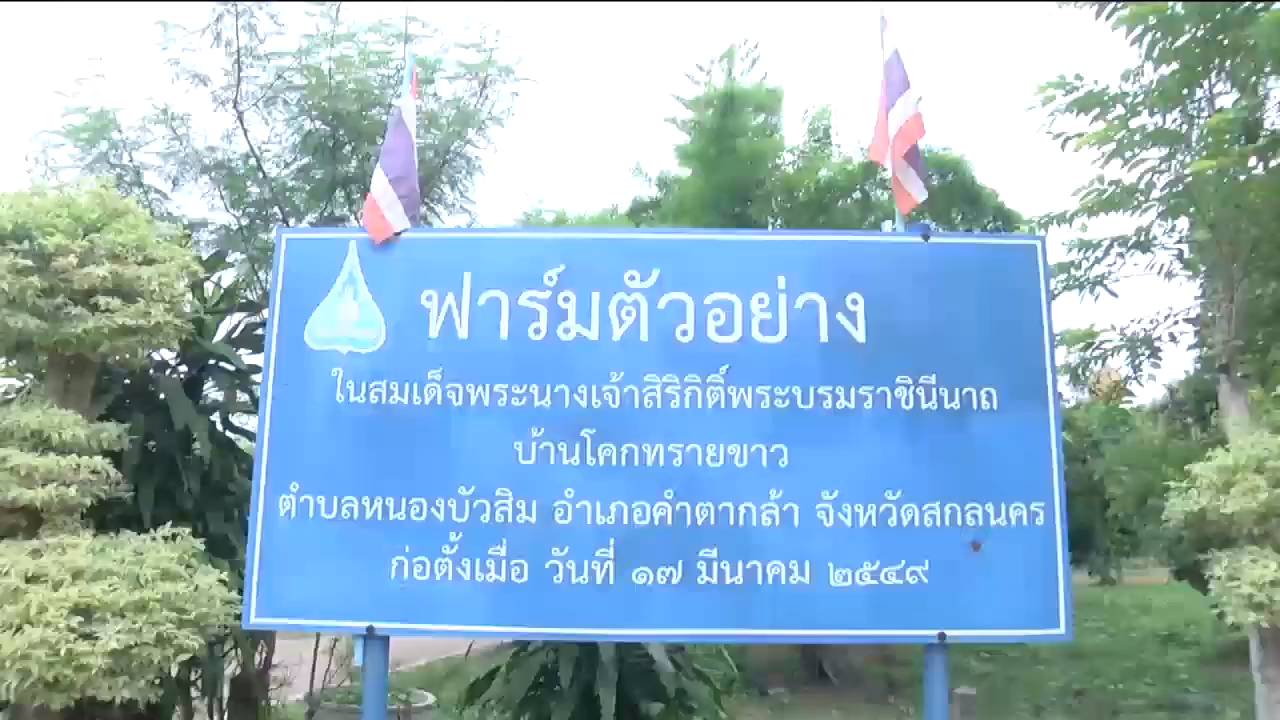 ฟาร์มตัวอย่าง
ในสมเด็จพระนางเจ้าสิริกิติ์พระบรมราชินีนาถ
บ้านโคกทรายขาว
ตำบลหนองบัวสิม อำเภอคำตากล้า จังหวัดสกลนคร
ก่อตั้งเมื่อ วันที่ ๑๗ มีนาคม ๒๕๔๙